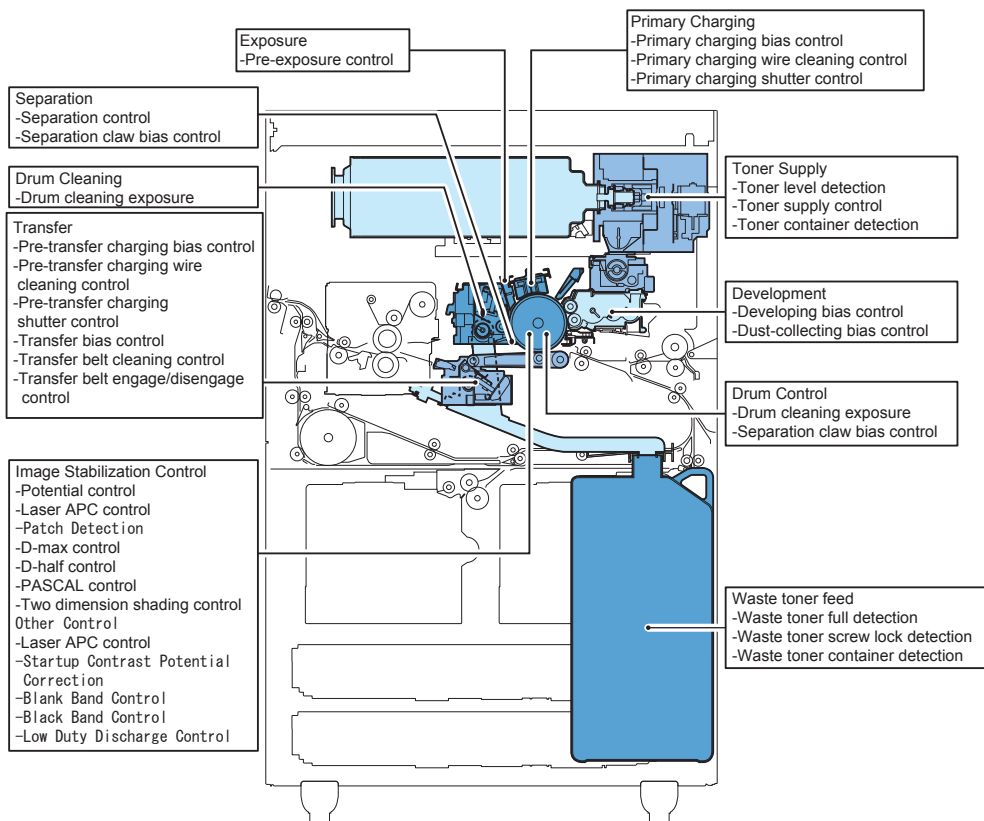 Exposure
-Pre-exposure control
Primary Charging
-Primary charging bias control
-Primary charging wire cleaning control
-Primary charging shutter control
Separation
-Separation control
-Separation claw bias control
Drum Cleaning
-Drum cleaning exposure
Transfer
-Pre-transfer charging bias control
-Pre-transfer charging wire
cleaning control
-Pre-transfer charging
shutter control
-Transfer bias control
-Transfer belt cleaning control
-Transfer belt engage/disengage
control
Toner Supply
-Toner level detection
-Toner supply control
-Toner container detection
Development
-Developing bias control
-Dust-collecting bias control
Drum Control
-Drum cleaning exposure
-Separation claw bias control
Image Stabilization Control
-Potential control
-Laser APC control
-Patch Detection
-D-max control
-D-half control
-PASCAL control
-Two dimension shading control
Other Control
-Laser APC control
-Startup Contrast Potential
Correction
-Blank Band Control
-Black Band Control
-Low Duty Discharge Control
Waste toner feed
-Waste toner full detection
-Waste toner screw lock detection
-Waste toner container detection